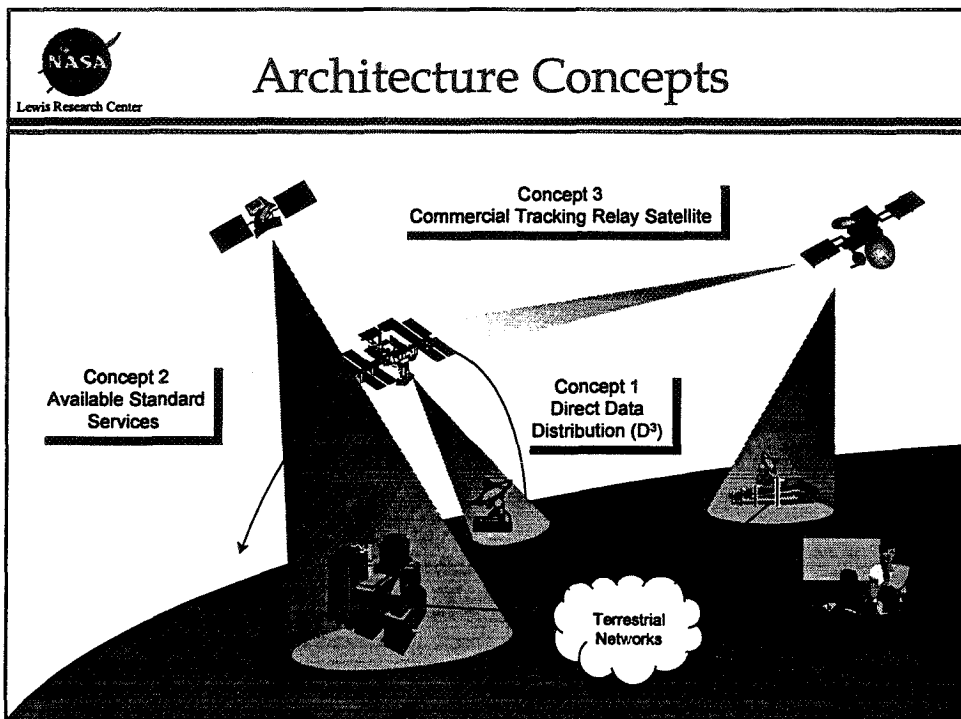 NASA
Lewis Research Center
Architecture Concepts
Concept 3
Commercial Tracking Relay Satellite
Concept 2
Available Standard
Services
Concept 1
Direct Data
Distribution (D³)
Terrestrial
Networks